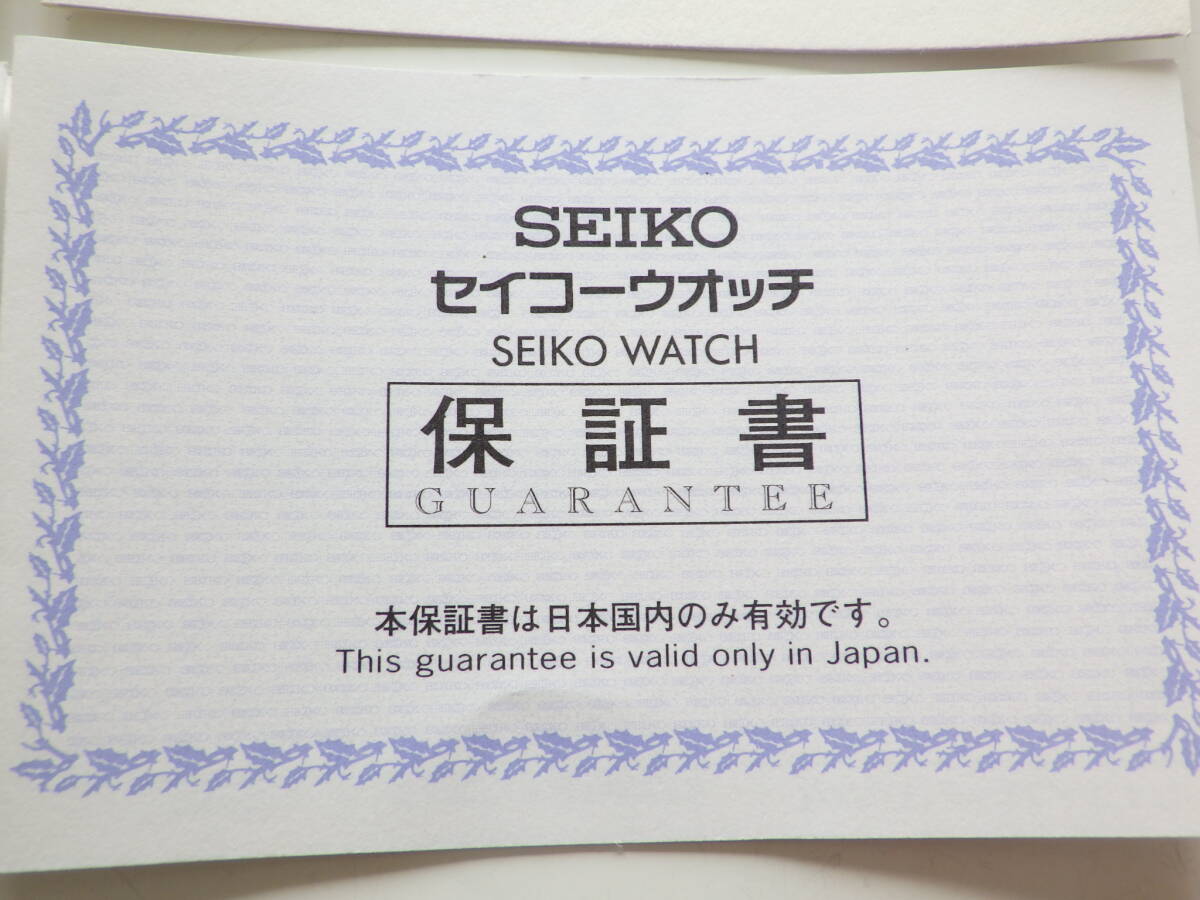 SEIKO
セイコーウオッチ
SEIKO WATCH
保証書
GUARANTEE
本保証書は日本国内のみ有効です。
This guarantee is valid only in Japan.